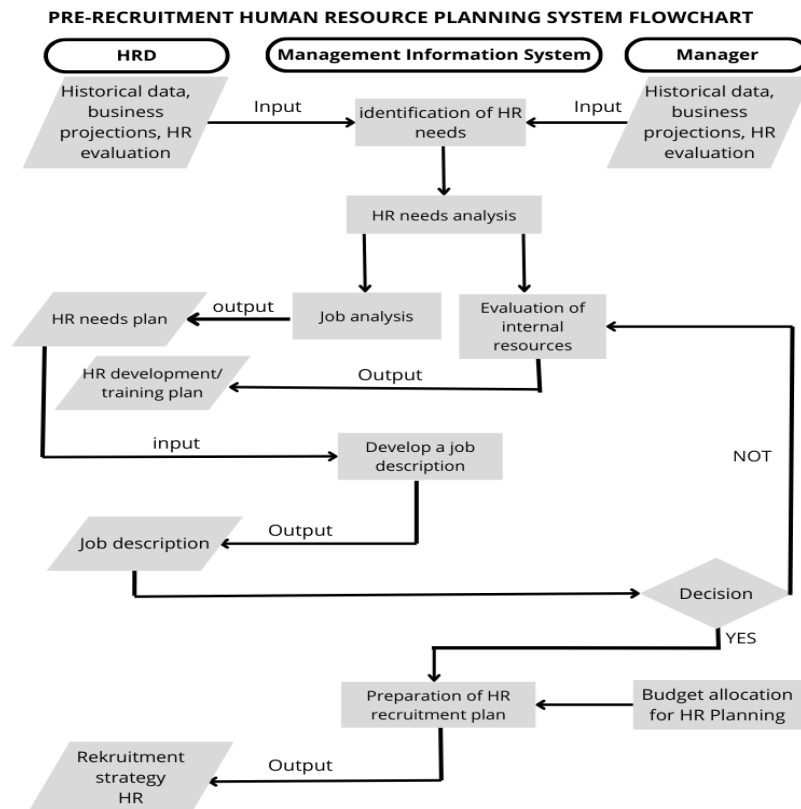 PRE-RECRUITMENT HUMAN RESOURCE PLANNING SYSTEM FLOWCHART
HRD
Management Information System
Manager
Historical data,
business
projections, HR
evaluation
Input
identification of HR
needs
Input
Historical data,
business
projections, HR
evaluation
HR needs analysis
HR needs plan
output
Job analysis
Evaluation of
internal
resources
HR development/
training plan
Output
input
Develop a job
description
NOT
Job description
Output
Decision
YES
Preparation of HR
recruitment plan
Budget allocation
for HR Planning
Rekruitment
strategy
HR
Output